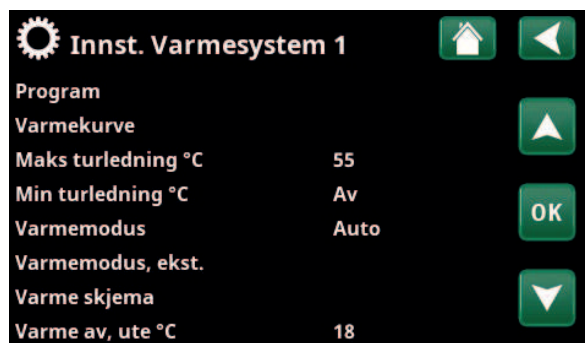 Innst. Varmesystem 1
Program
Varmekurve
Maks turledning °C 55
Min turledning °C Av
Varmemodus Auto
Varmemodus, ekst.
Varme skjema
Varme av, ute °C 18
OK